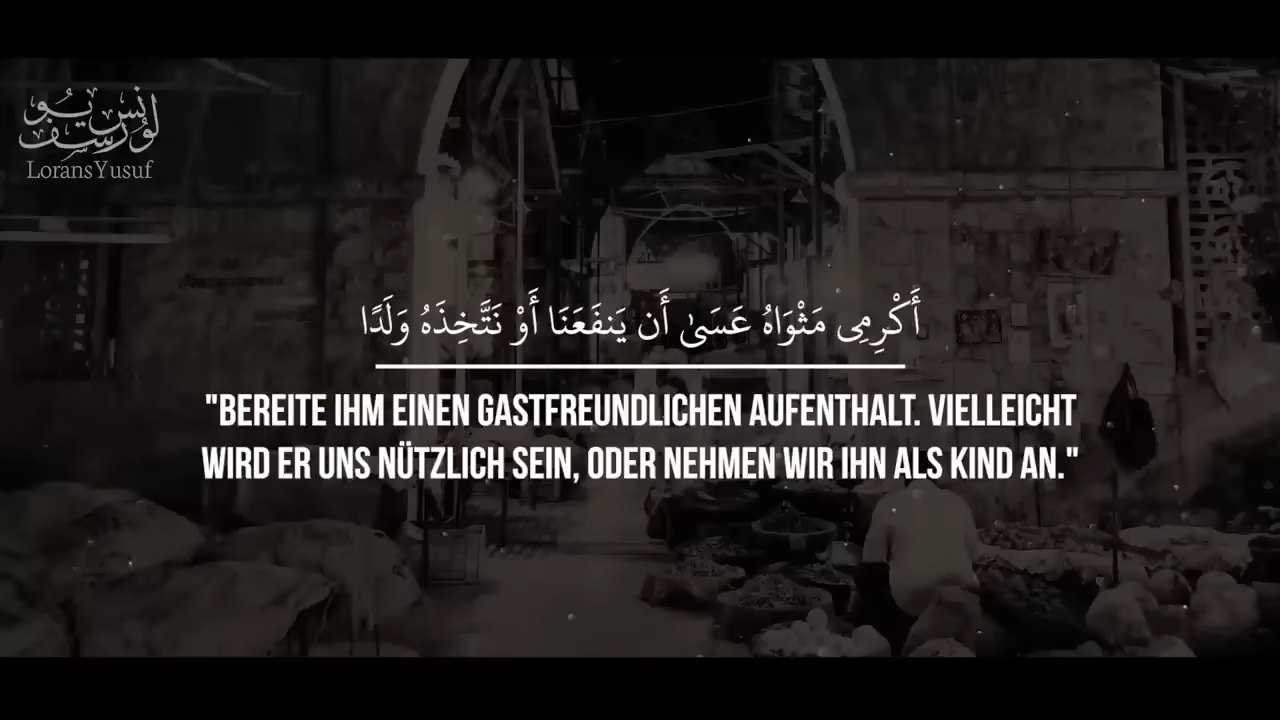 لورنس يوسف
LoransYusuf
أَكْرِمِى مَثْوَاهُ عَسَىٰ أَن يَنفَعَنَا أَوْ نَتَّخِذَهُ وَلَدًا
"BEREITE IHM EINEN GASTFREUNDLICHEN AUFENTHALT. VIELLEICHT
WIRD ER UNS NÜTZLICH SEIN, ODER NEHMEN WIR IHN ALS KIND AN."